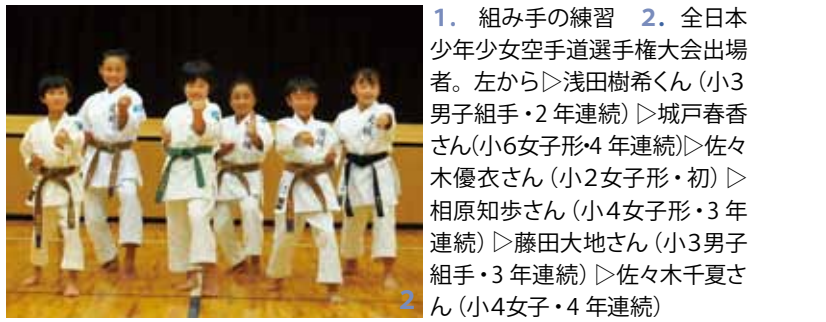 1. 組み手の練習 2. 全日本
少年少女空手道選手権大会出場
者。左から▷浅田樹希くん（小3
男子組手・2 年連続）▷城戸春香
さん(小6女子形・4 年連続)▷佐々
木優衣さん（小2女子形・初）▷
相原知歩さん（小4女子形・3 年
連続）▷藤田大地さん（小3男子
組手・3 年連続）▷佐々木千夏さ
ん（小4女子・4 年連続）
2